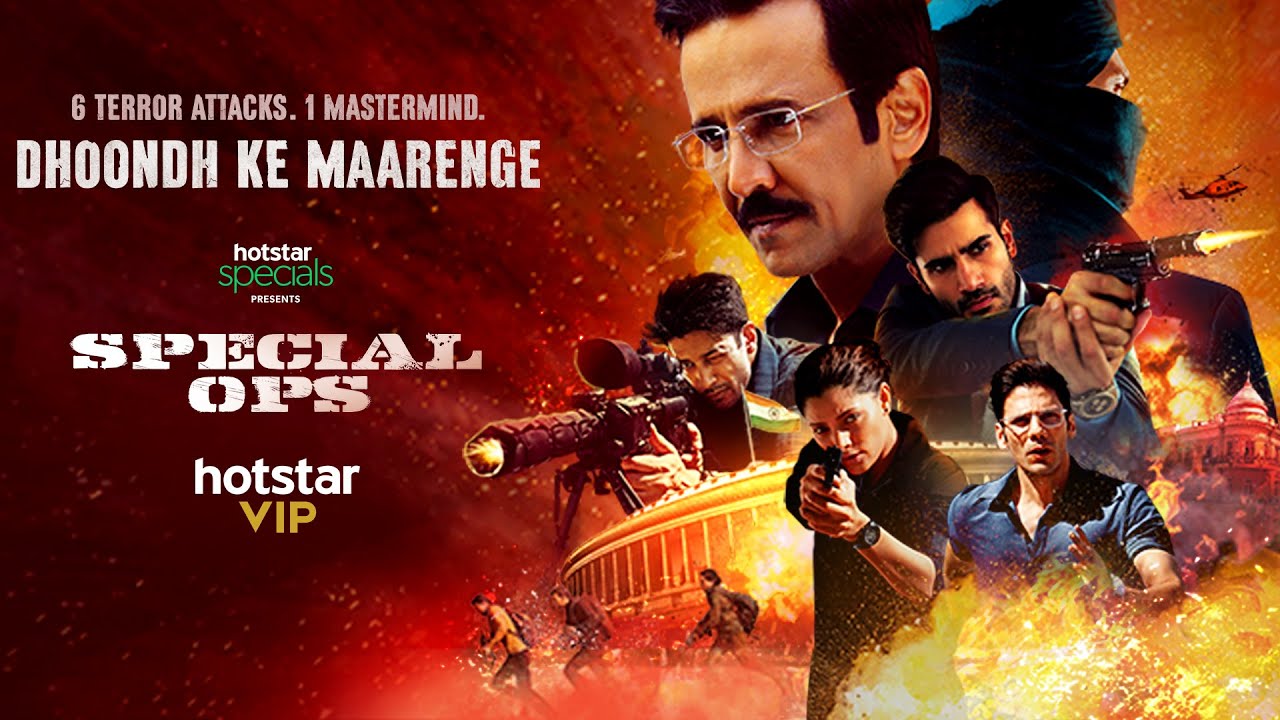 6 TERROR ATTACKS. 1 MASTERMIND.
DHOONDH KE MAARENGE
hotstar
specials
PRESENTS
SPECIAL
OPS
hotstar
VIP